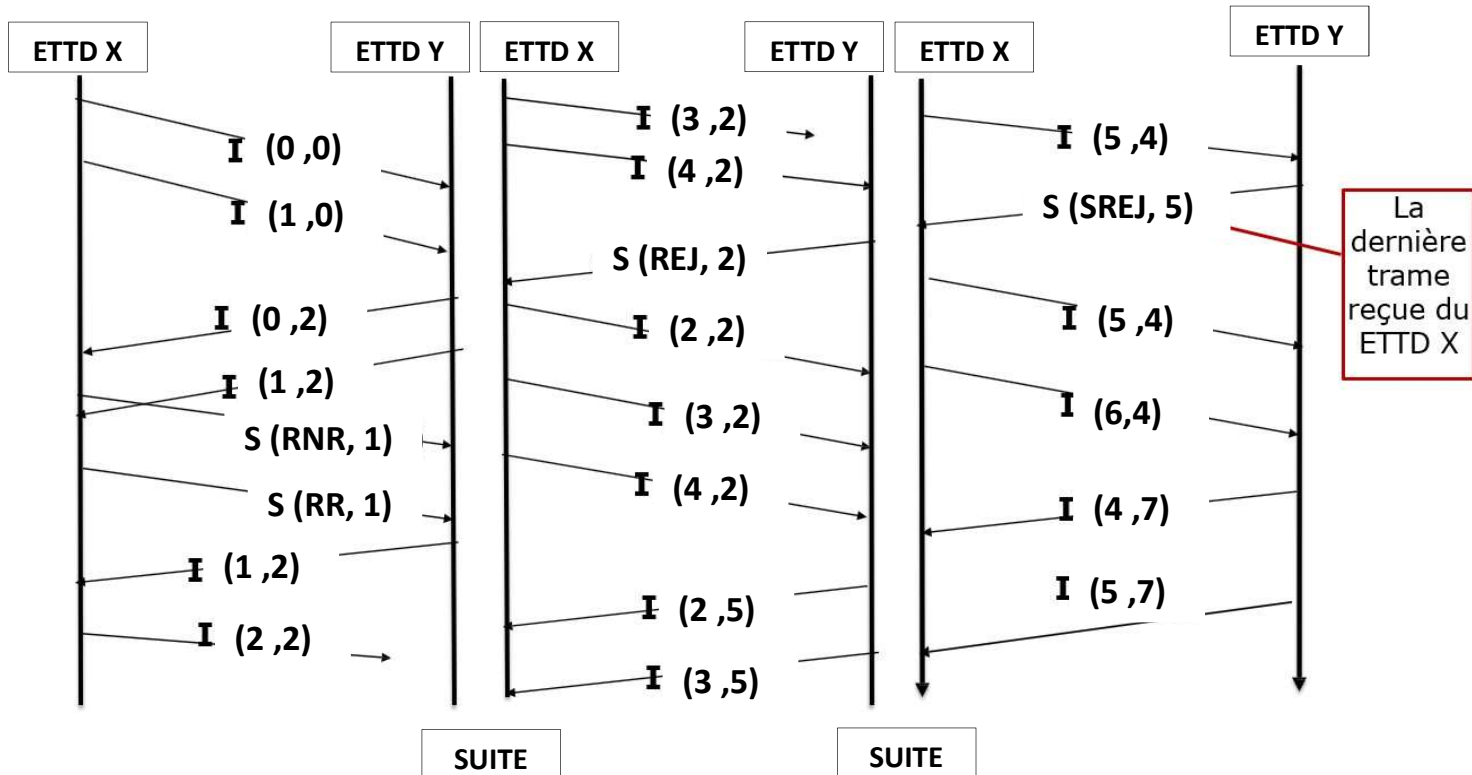 ETTD X
ETTD Y
I (0 ,0)
I (1 ,0)
I (0 ,2)
I (1 ,2)
S (RNR, 1)
S (RR, 1)
I (1 ,2)
I (2 ,2)
SUITE
ETTD X
ETTD Y
I (3 ,2)
I (4 ,2)
S (REJ, 2)
I (2 ,2)
I (3 ,2)
I (4 ,2)
I (2 ,5)
I (3 ,5)
SUITE
ETTD X
ETTD Y
I (5 ,4)
S (SREJ, 5)
I (5 ,4)
I (6,4)
I (4 ,7)
I (5 ,7)
La
dernière
trame
reçue du
ETTD X